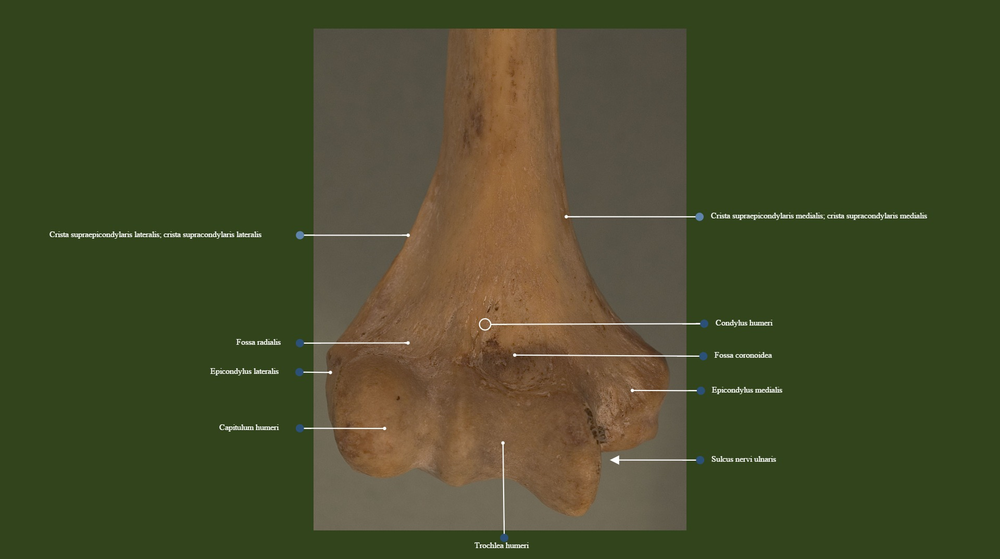 Crista supraepicondylaris medialis; crista supracondylaris medialis
Crista supraepicondylaris lateralis; crista supracondylaris lateralis
Condylus humeri
Fossa radialis
Fossa coronoidea
Epicondylus lateralis
Epicondylus medialis
Capitulum humeri
Sulcus nervi ulnaris
Trochlea humeri